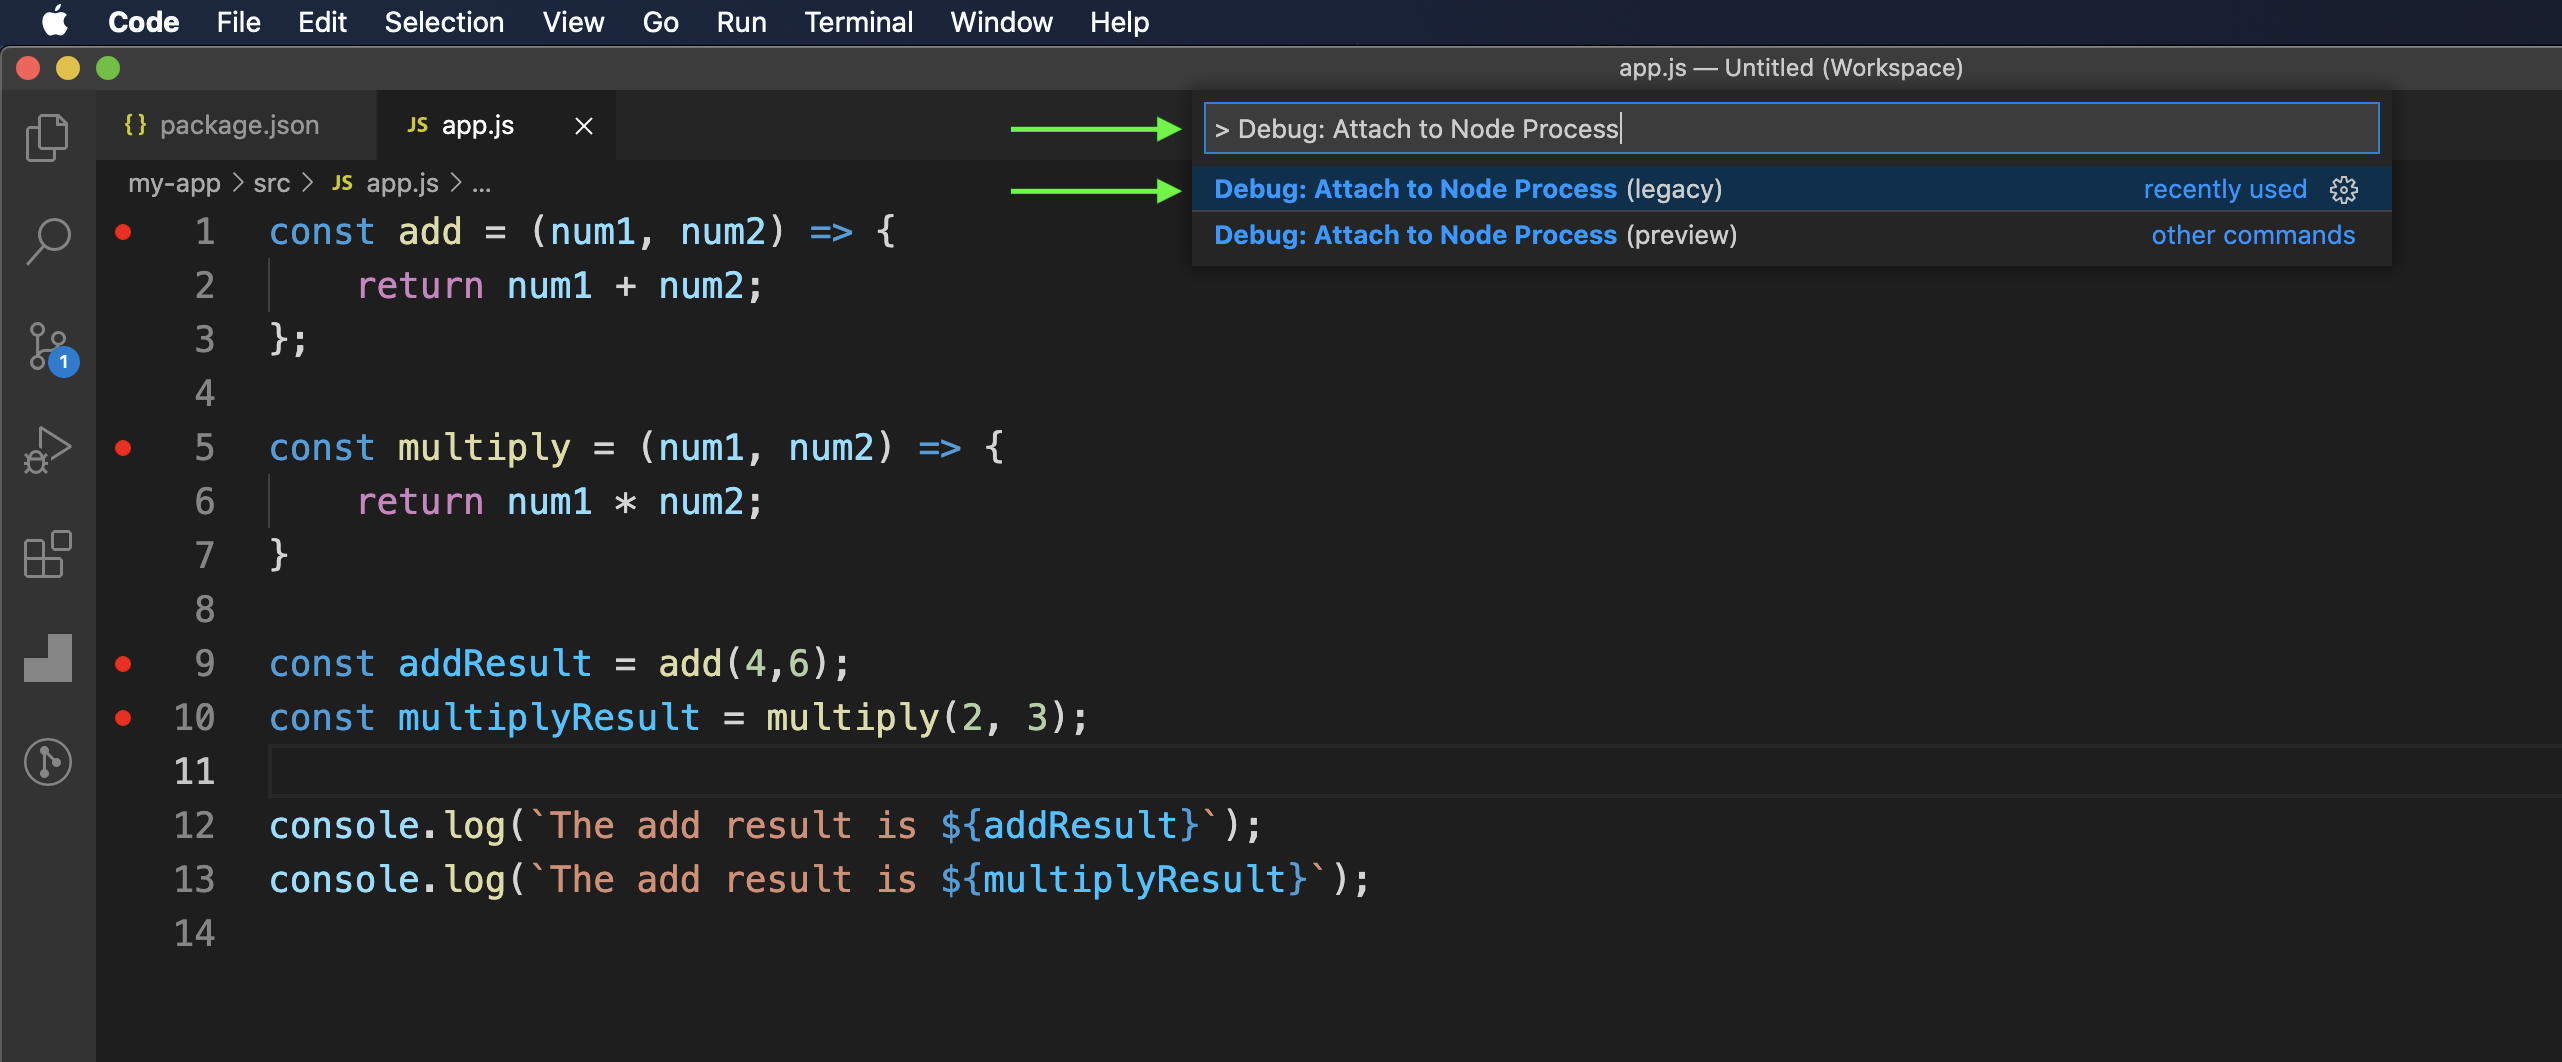 Code File Edit Selection View Go Run Terminal Window Help
app.js — Untitled (Workspace)
{} package.json JS app.js
> Debug: Attach to Node Process
my-app > src > JS app.js > ...
Debug: Attach to Node Process (legacy) recently used
Debug: Attach to Node Process (preview) other commands
1
1 const add = (num1, num2) => {
2 return num1 + num2;
3 };
4
5 const multiply = (num1, num2) => {
6 return num1 * num2;
7 }
8
9 const addResult = add(4,6);
10 const multiplyResult = multiply(2, 3);
11
12 console.log(`The add result is ${addResult}`);
13 console.log(`The add result is ${multiplyResult}`);
14